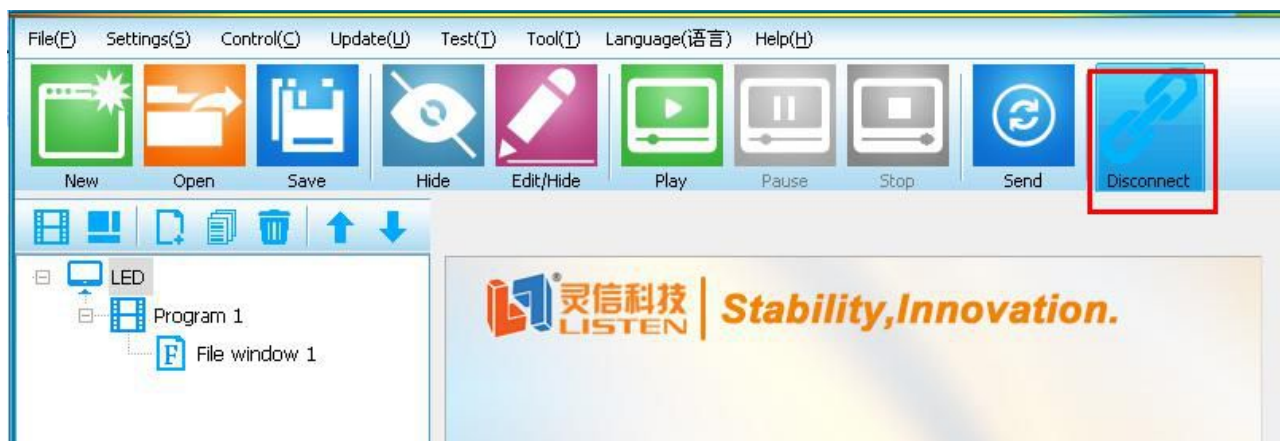 File(F) Settings(S) Control(C) Update(U) Test(T) Tool(T) Language(语言) Help(H)
New Open Save Hide Edit/Hide Play Pause Stop Send Disconnect
LED
Program 1
F File window 1
灵信科技® Stability,Innovation.
LISTEN